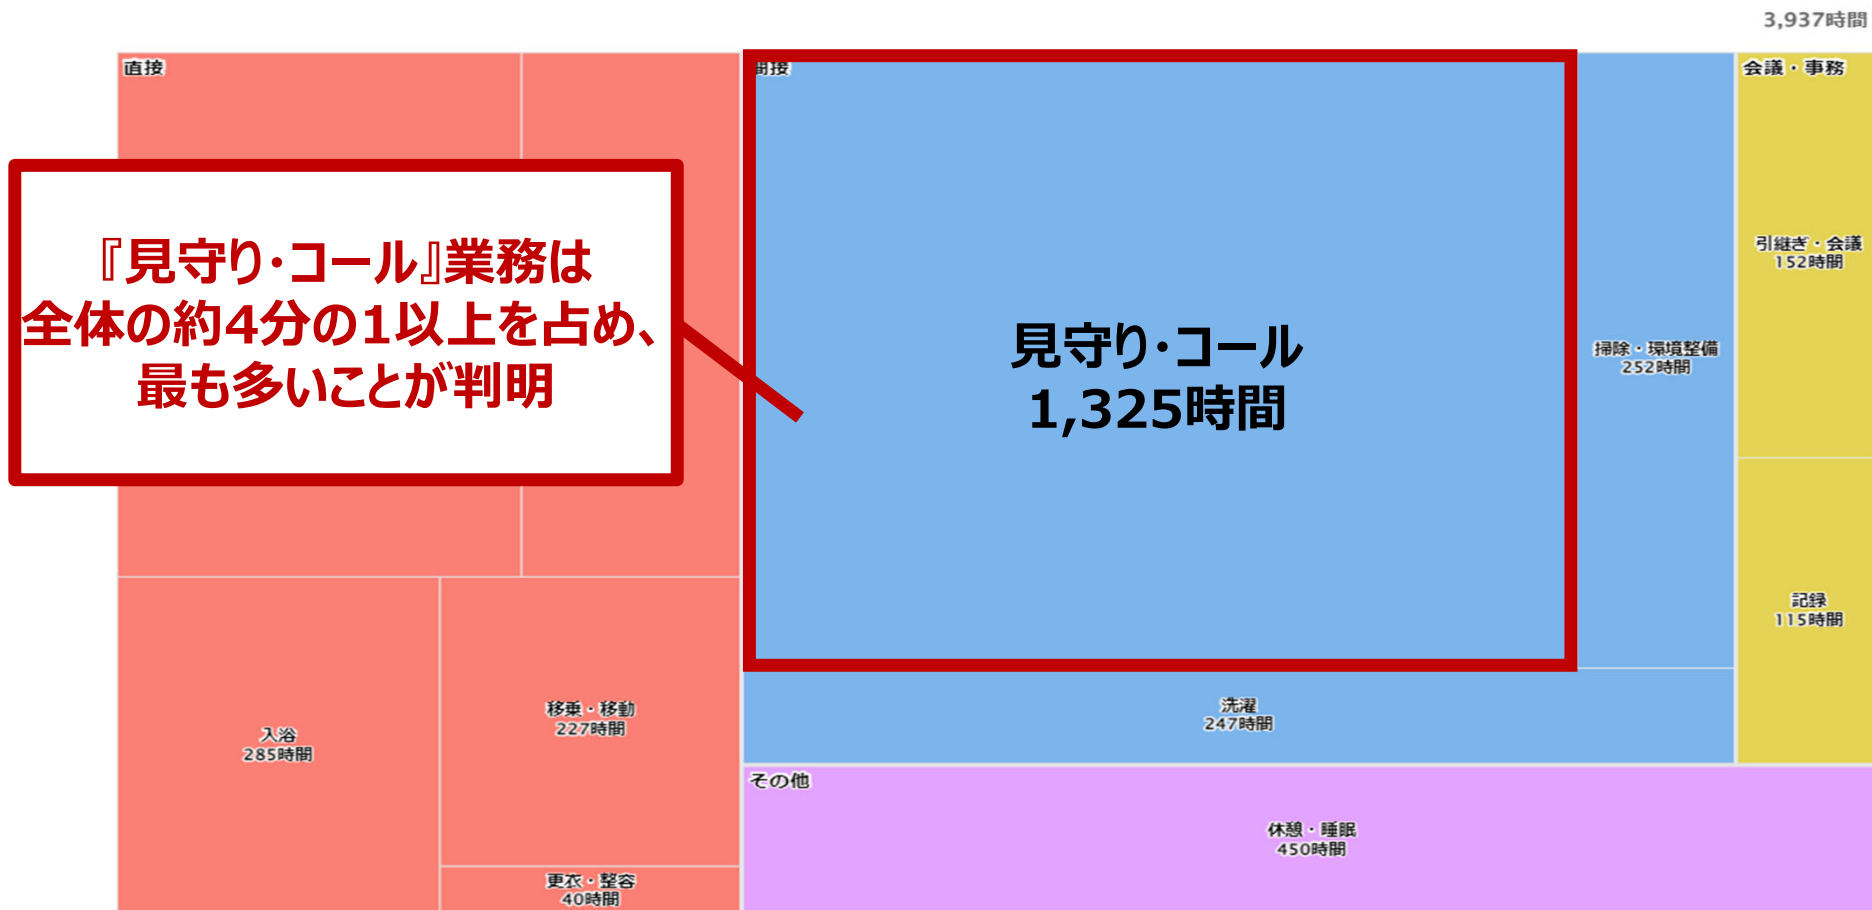 3,937時間
直接
間接
会議・事務
『見守り・コール』業務は
全体の約4分の1以上を占め、
最も多いことが判明
見守り・コール
1,325時間
掃除・環境整備
252時間
引継ぎ・会議
152時間
記録
115時間
入浴
285時間
移乗・移動
227時間
更衣・整容
40時間
洗濯
247時間
その他
休憩・睡眠
450時間